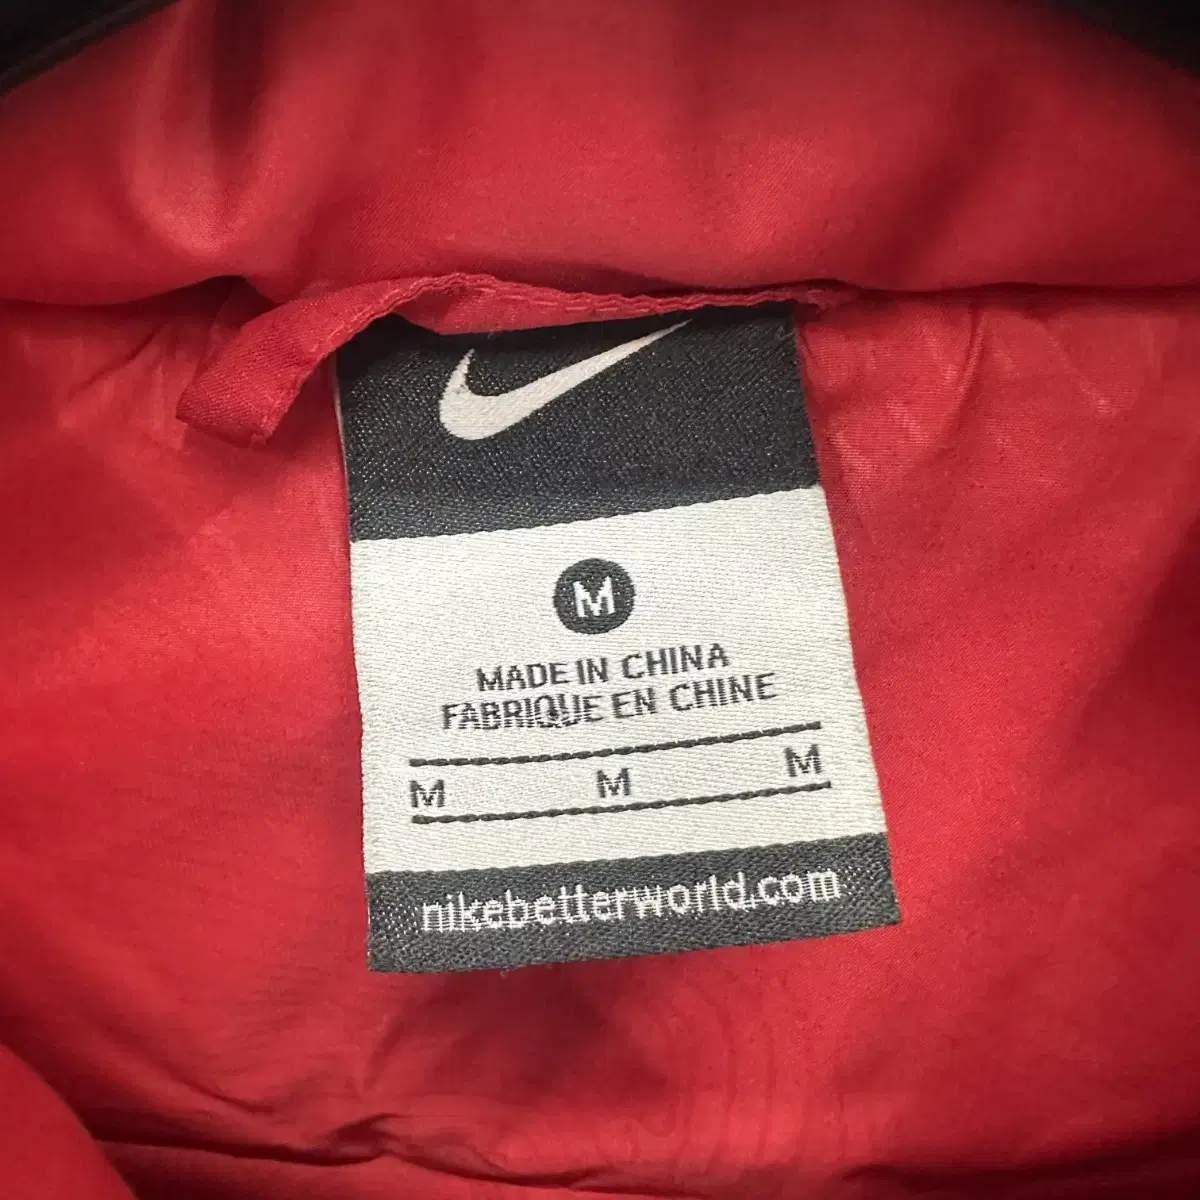 M
MADE IN CHINA
FABRIQUE EN CHINE
M M M
nikebetterworld.com